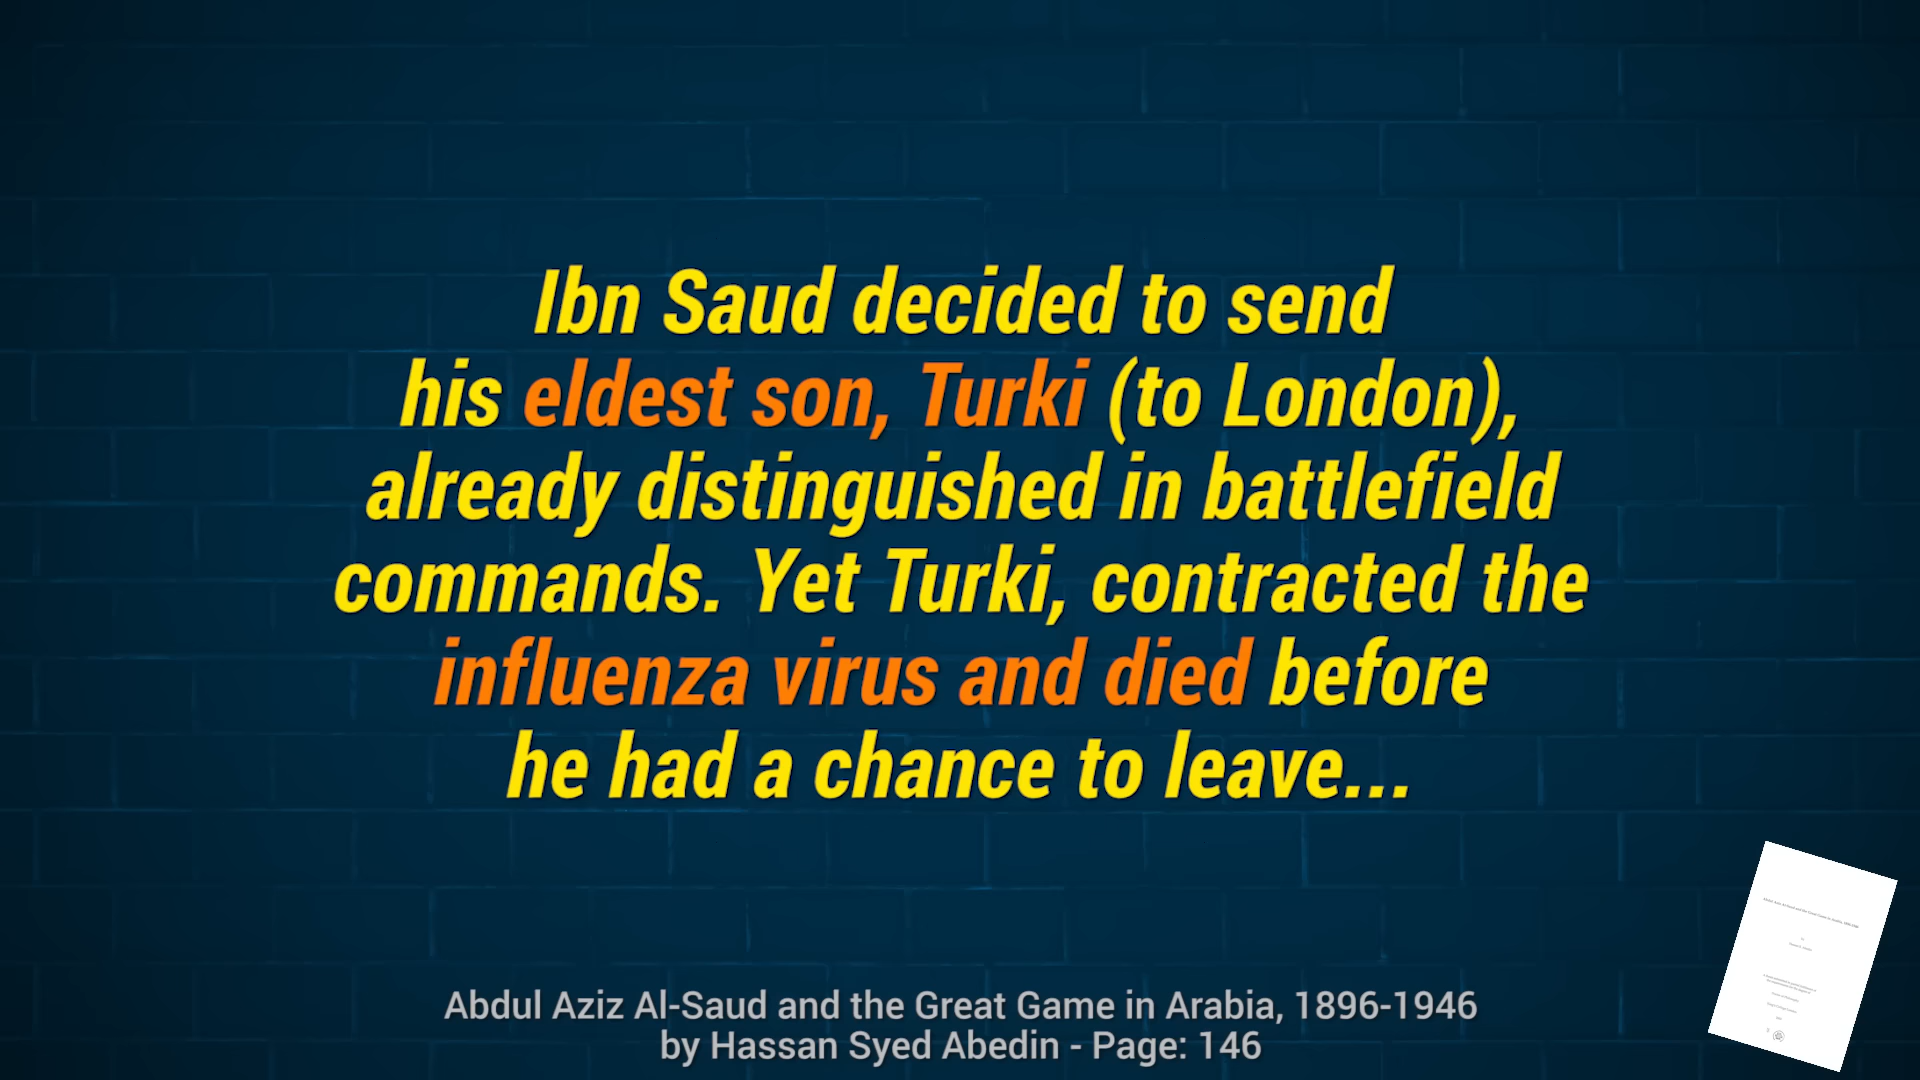 Ibn Saud decided to send
his eldest son, Turki (to London),
already distinguished in battlefield
commands. Yet Turki, contracted the
influenza virus and died before
he had a chance to leave...
Abdul Aziz Al-Saud and the Great Game in Arabia, 1896-1946
by Hassan Syed Abedin - Page: 146